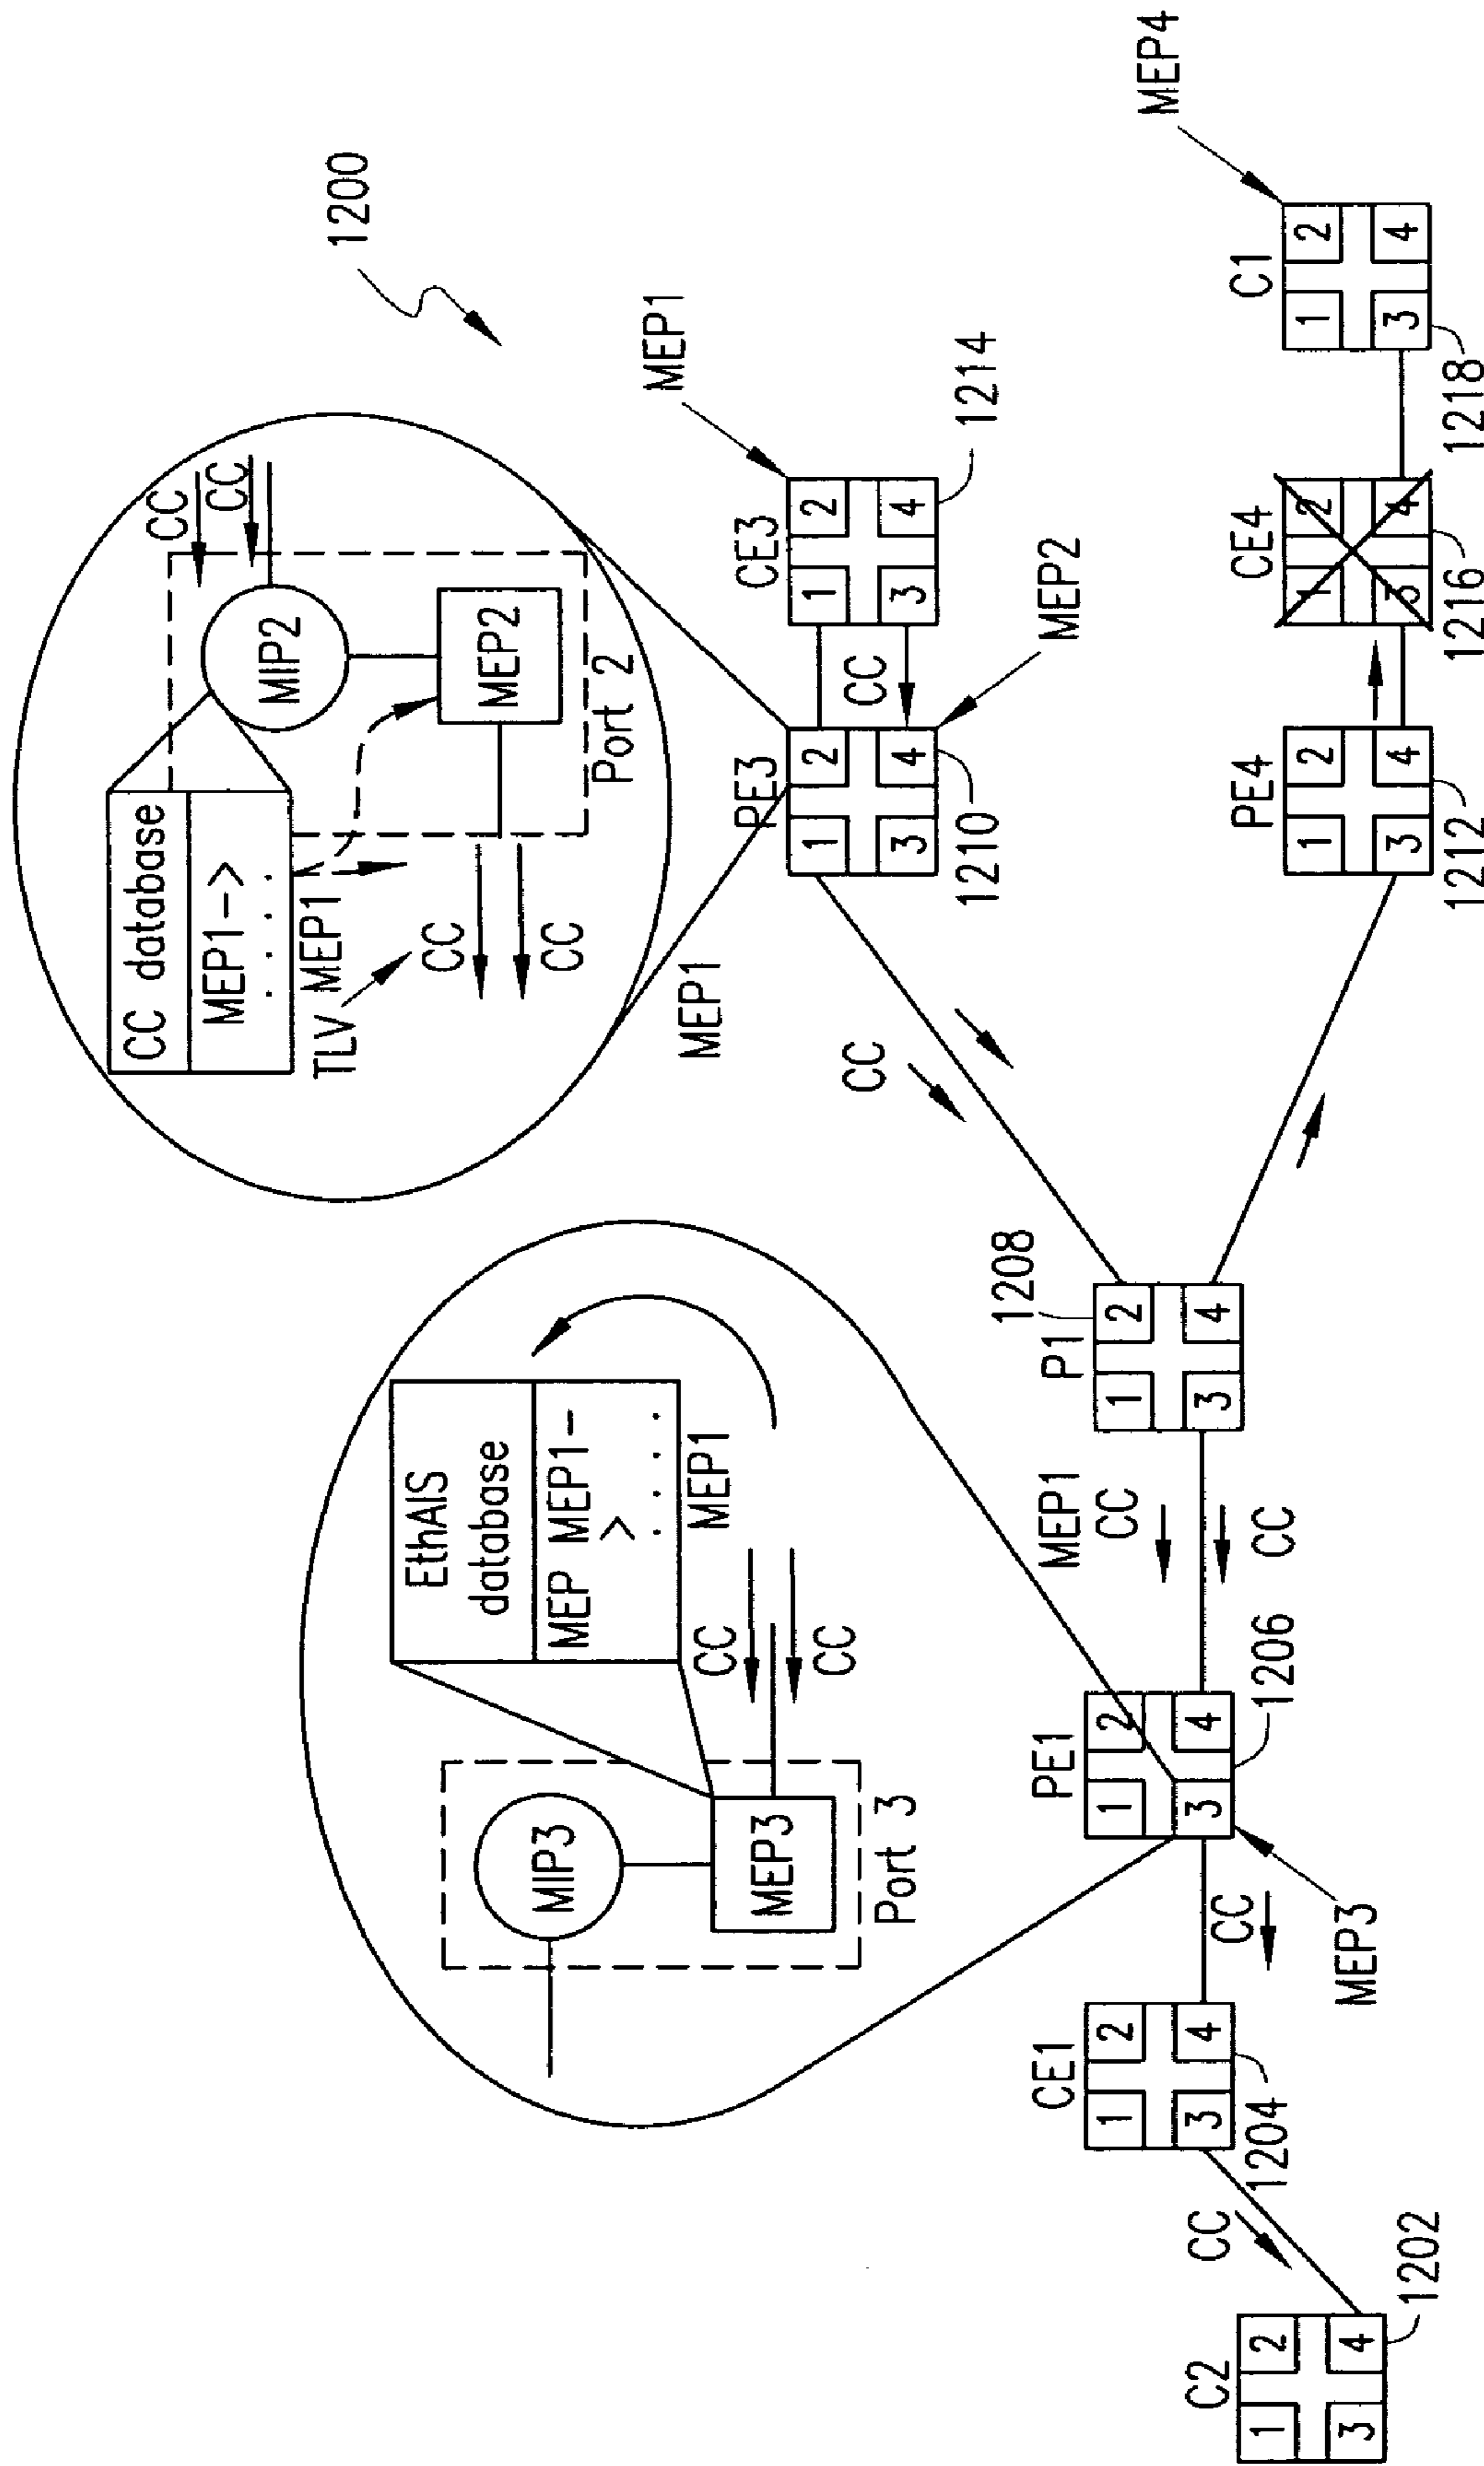 1200
CC database
MEP1->
. . . .
MEP1
TLV
CC
CC
MIP2
MEP2
Port 2
CC
CC
EthAIS
database
MEP MEP1-
>
. . . .
MEP1
CC
CC
MIP3
MEP3
Port 3
MEP1
CE3
1 2
3 4
1214
PE3
1 2
3 4
1210
CC
MEP2
MEP1
CC
P1
1208
1 2
3 4
MEP1
CC
CC
PE1
1 2
3 4
1206
MEP3
CC
CE1
1 2
3 4
1204
CC
C2
1 2
3 4
1202
PE4
1 2
3 4
1212
CE4
1 2
3 4
1216
C1
1 2
3 4
1218
MEP4